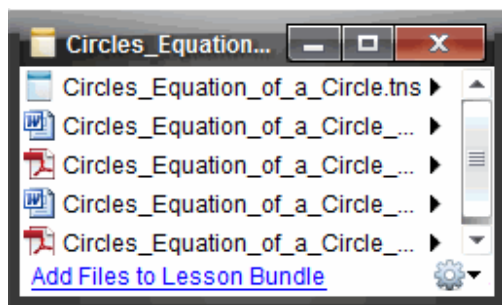 Circles_Equation...
Circles_Equation_of_a_Circle.tns
Circles_Equation_of_a_Circle_...
Circles_Equation_of_a_Circle_...
Circles_Equation_of_a_Circle_...
Circles_Equation_of_a_Circle_...
Add Files to Lesson Bundle